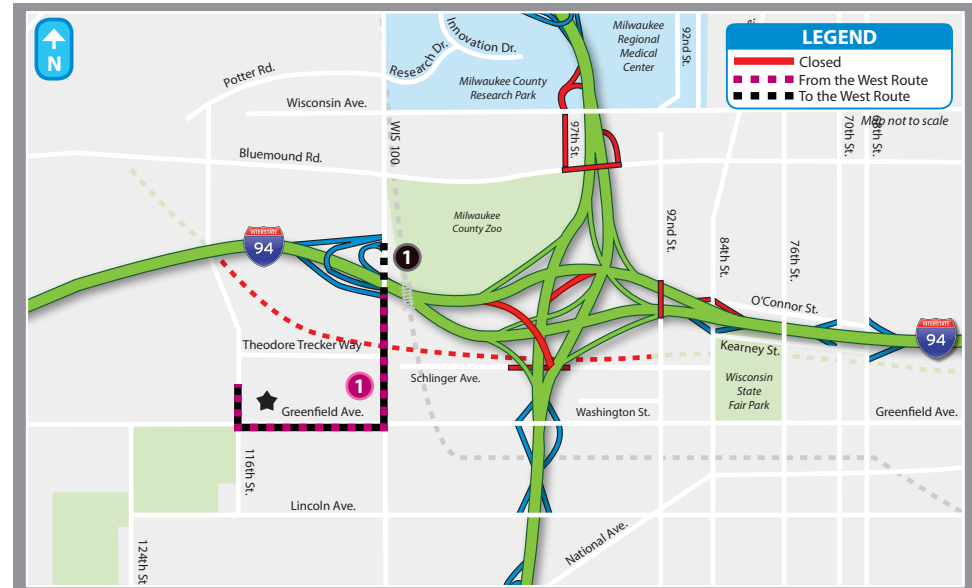 N
Innovation Dr.
Research Dr.
Milwaukee
Regional
Medical
Center
92nd St.
LEGEND
Closed
From the West Route
To the West Route
Map not to scale
Potter Rd.
Milwaukee County
Research Park
Wisconsin Ave.
WIS 100
97th St.
70th St.
68th St.
Bluemound Rd.
Milwaukee
County Zoo
92nd St.
84th St.
76th St.
INTERSTATE
94
1
O'Connor St.
INTERSTATE
94
Theodore Trecker Way
Kearney St.
Schlinger Ave.
1
Wisconsin
State
Fair Park
Greenfield Ave.
Washington St.
Greenfield Ave.
116th St.
Lincoln Ave.
National Ave.
124th St